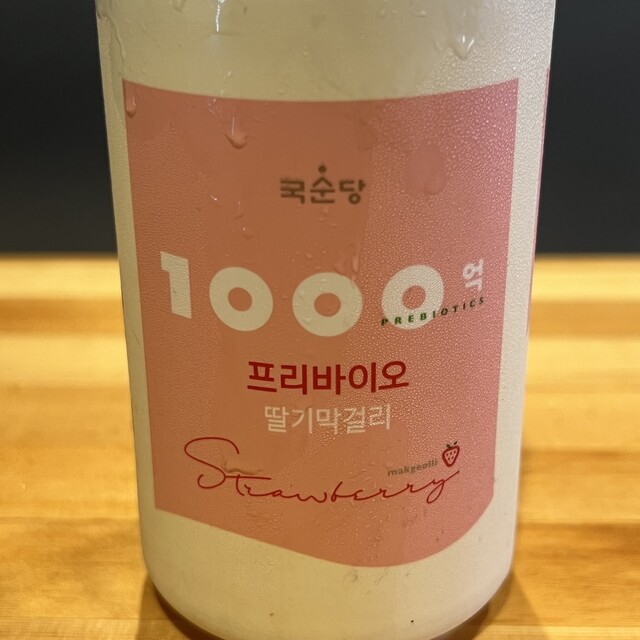 국순당
1000억
PREBIOTICS
프리바이오
딸기막걸리
makgeolli
Strawberry